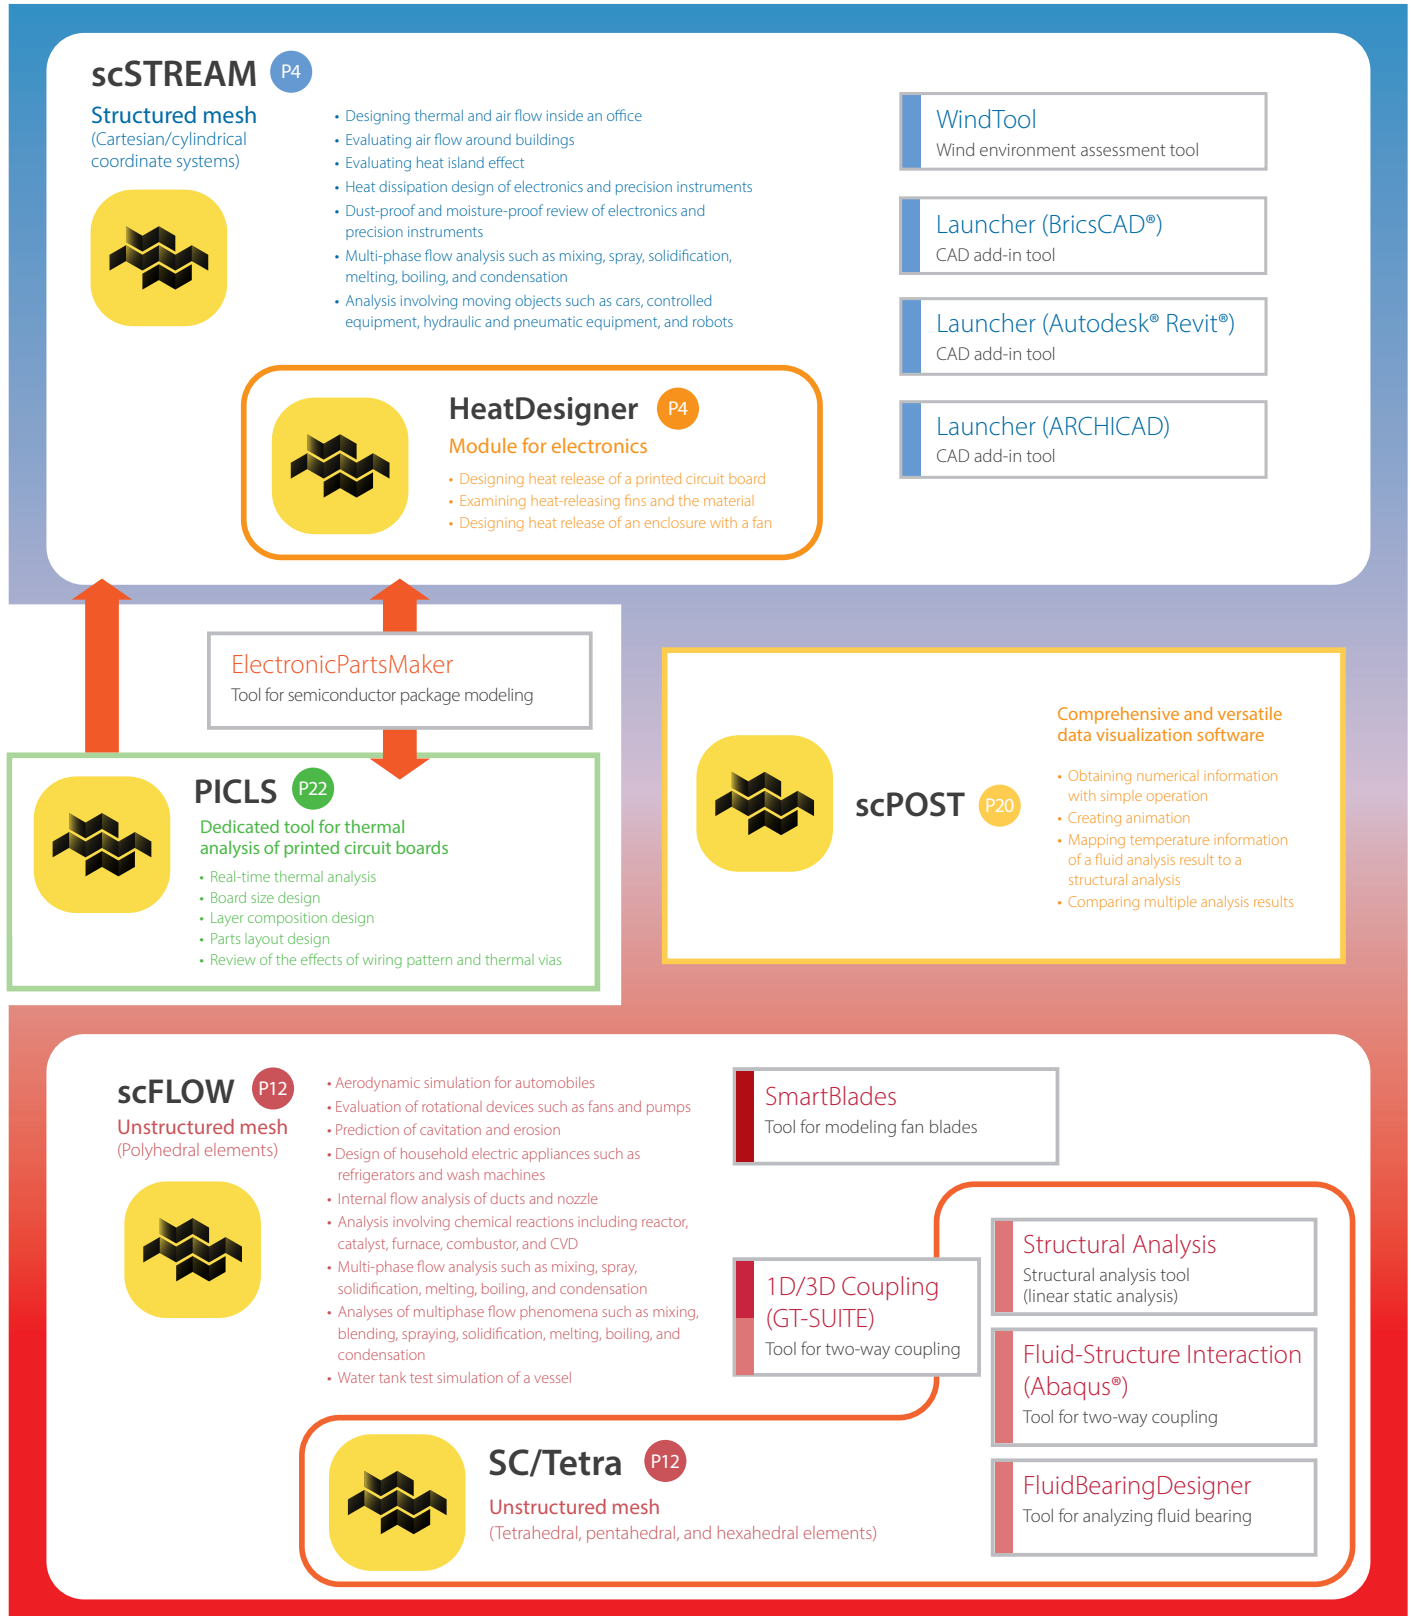 scSTREAM P4
Structured mesh
(Cartesian/cylindrical
coordinate systems)
• Designing thermal and air flow inside an office
• Evaluating air flow around buildings
• Evaluating heat island effect
• Heat dissipation design of electronics and precision instruments
• Dust-proof and moisture-proof review of electronics and
precision instruments
• Multi-phase flow analysis such as mixing, spray, solidification,
melting, boiling, and condensation
• Analysis involving moving objects such as cars, controlled
equipment, hydraulic and pneumatic equipment, and robots
WindTool
Wind environment assessment tool
Launcher (BricsCAD®)
CAD add-in tool
Launcher (Autodesk® Revit®)
CAD add-in tool
Launcher (ARCHICAD)
CAD add-in tool
HeatDesigner P4
Module for electronics
• Designing heat release of a printed circuit board
• Examining heat-releasing fins and the material
• Designing heat release of an enclosure with a fan
ElectronicPartsMaker
Tool for semiconductor package modeling
PICLS P22
Dedicated tool for thermal
analysis of printed circuit boards
• Real-time thermal analysis
• Board size design
• Layer composition design
• Parts layout design
• Review of the effects of wiring pattern and thermal vias
scPOST P20
Comprehensive and versatile
data visualization software
• Obtaining numerical information
with simple operation
• Creating animation
• Mapping temperature information
of a fluid analysis result to a
structural analysis
• Comparing multiple analysis results
scFLOW P12
Unstructured mesh
(Polyhedral elements)
• Aerodynamic simulation for automobiles
• Evaluation of rotational devices such as fans and pumps
• Prediction of cavitation and erosion
• Design of household electric appliances such as
refrigerators and wash machines
• Internal flow analysis of ducts and nozzle
• Analysis involving chemical reactions including reactor,
catalyst, furnace, combustor, and CVD
• Multi-phase flow analysis such as mixing, spray,
solidification, melting, boiling, and condensation
• Analyses of multiphase flow phenomena such as mixing,
blending, spraying, solidification, melting, boiling, and
condensation
• Water tank test simulation of a vessel
SmartBlades
Tool for modeling fan blades
1D/3D Coupling
(GT-SUITE)
Tool for two-way coupling
Structural Analysis
Structural analysis tool
(linear static analysis)
Fluid-Structure Interaction
(Abaqus®)
Tool for two-way coupling
FluidBearingDesigner
Tool for analyzing fluid bearing
SC/Tetra P12
Unstructured mesh
(Tetrahedral, pentahedral, and hexahedral elements)